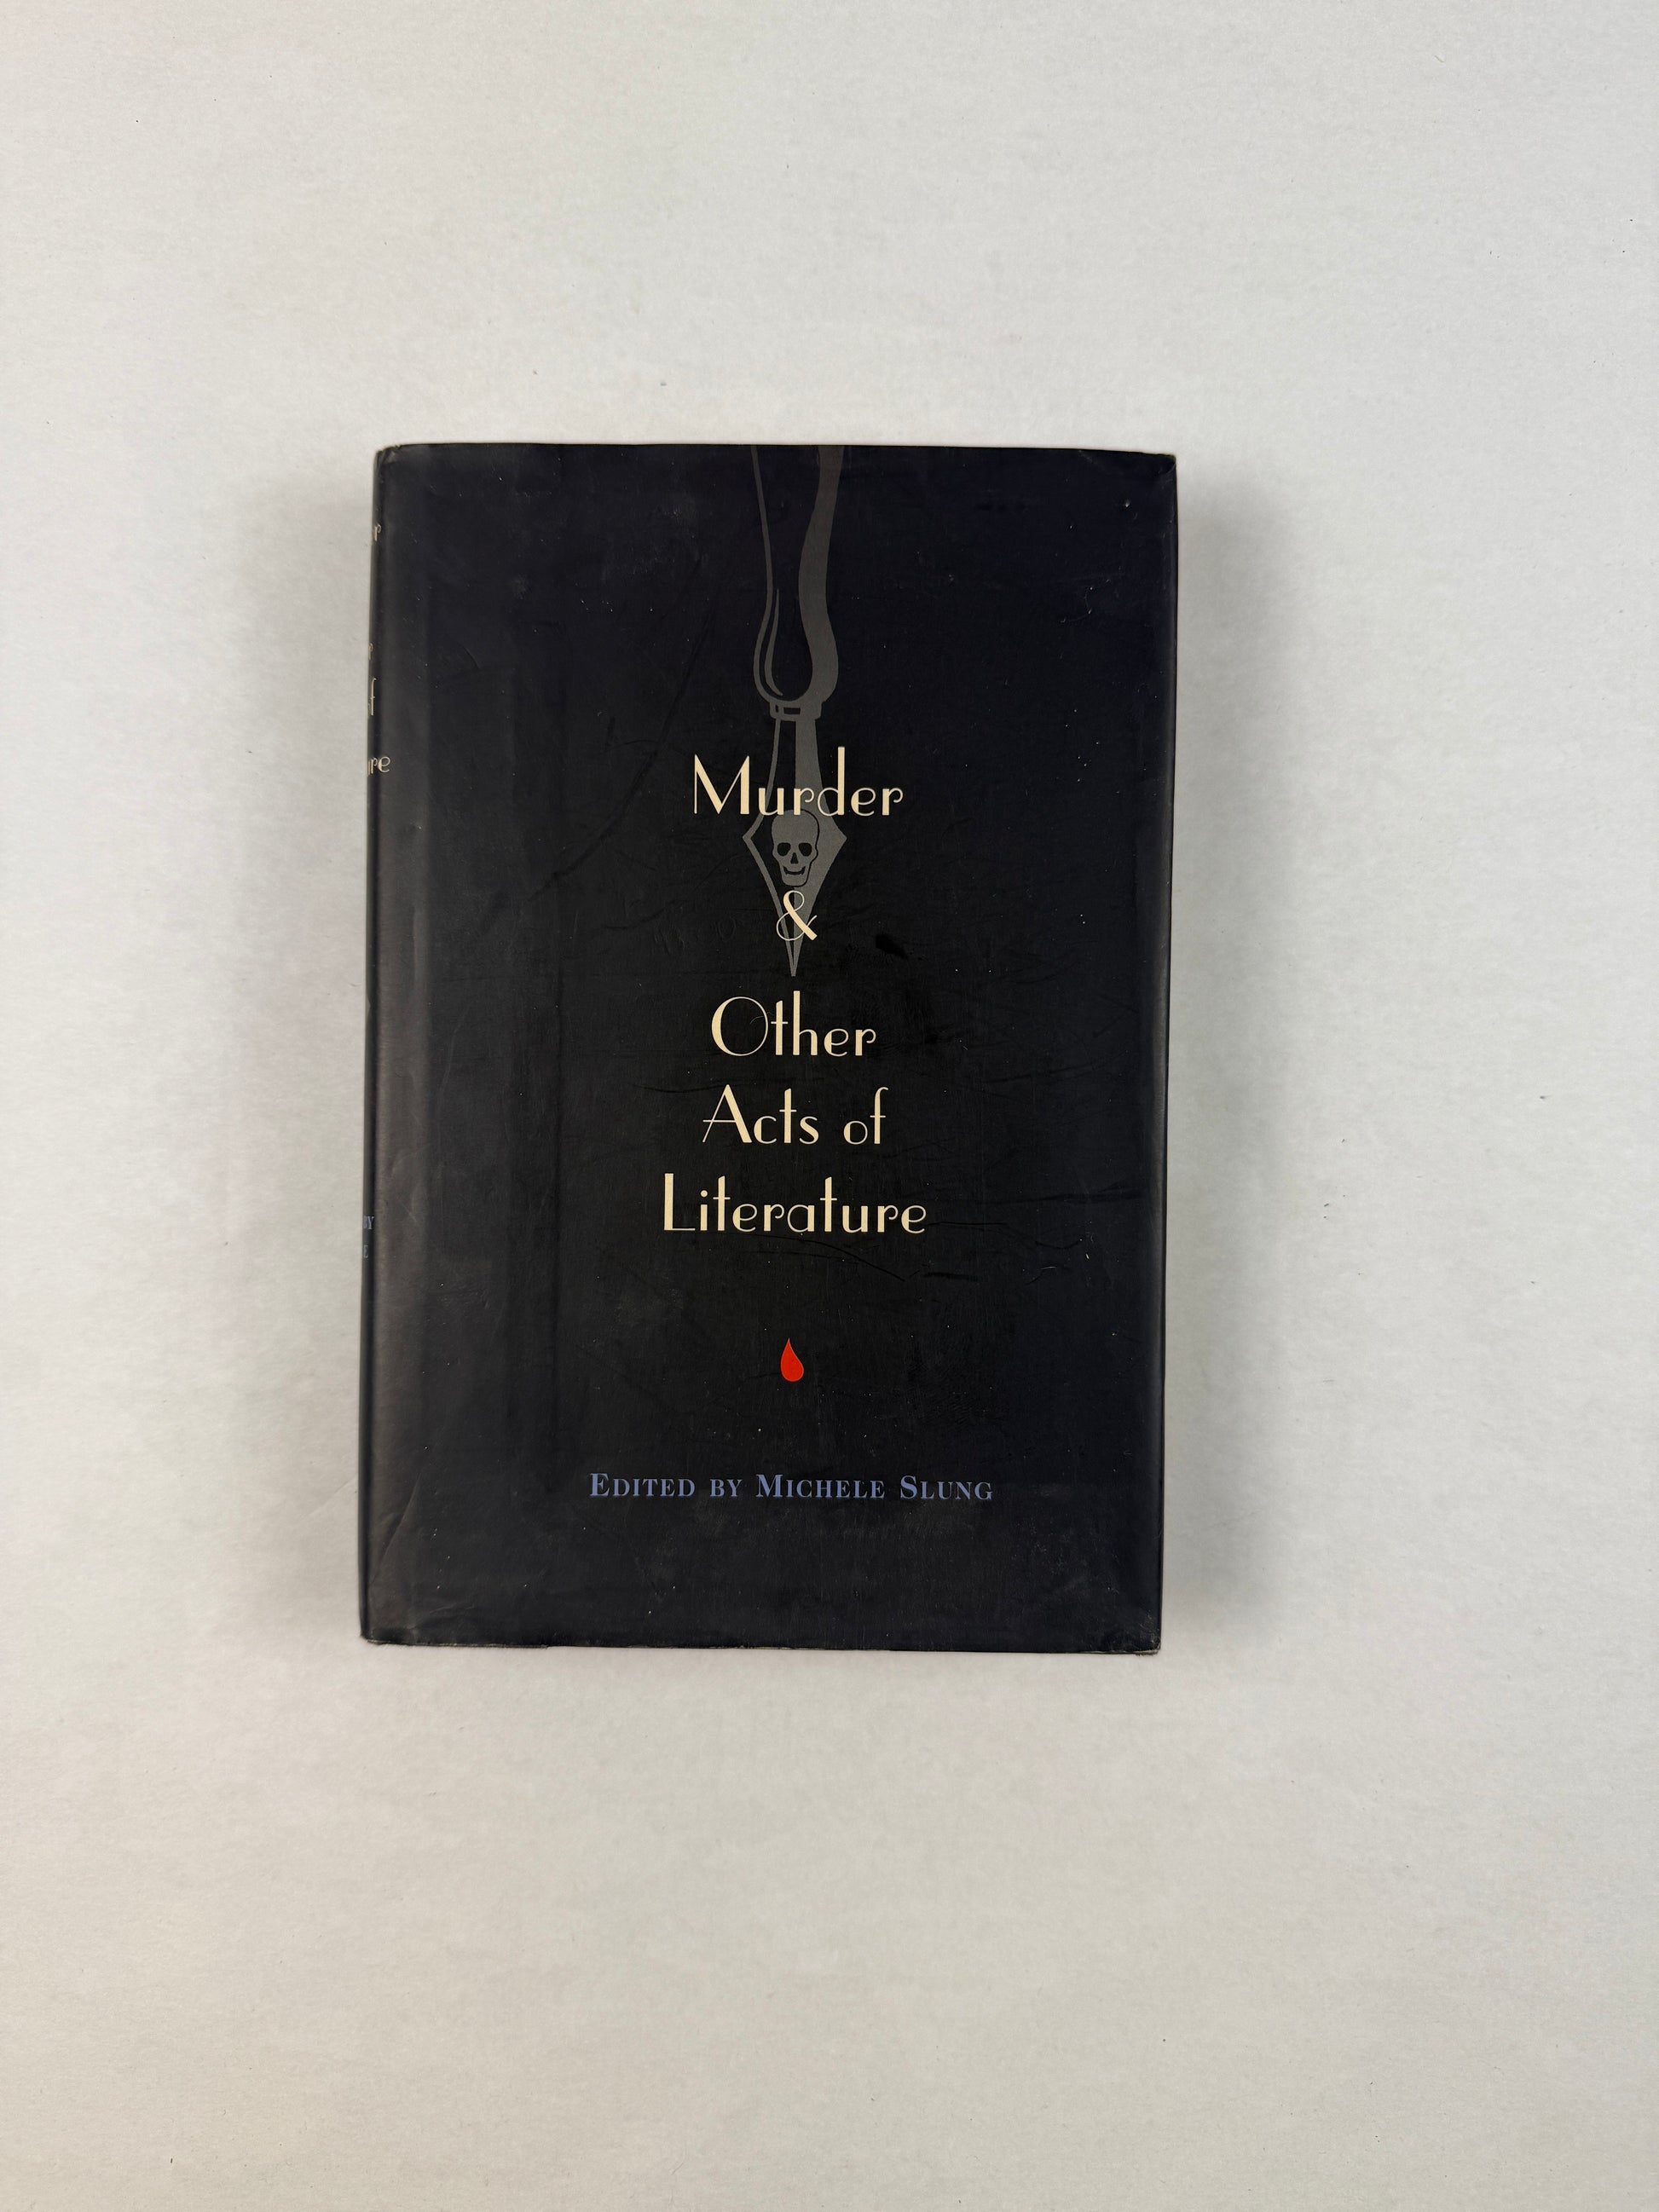 Murder
&
Other
Acts of
Literature
Edited by Michele Slung